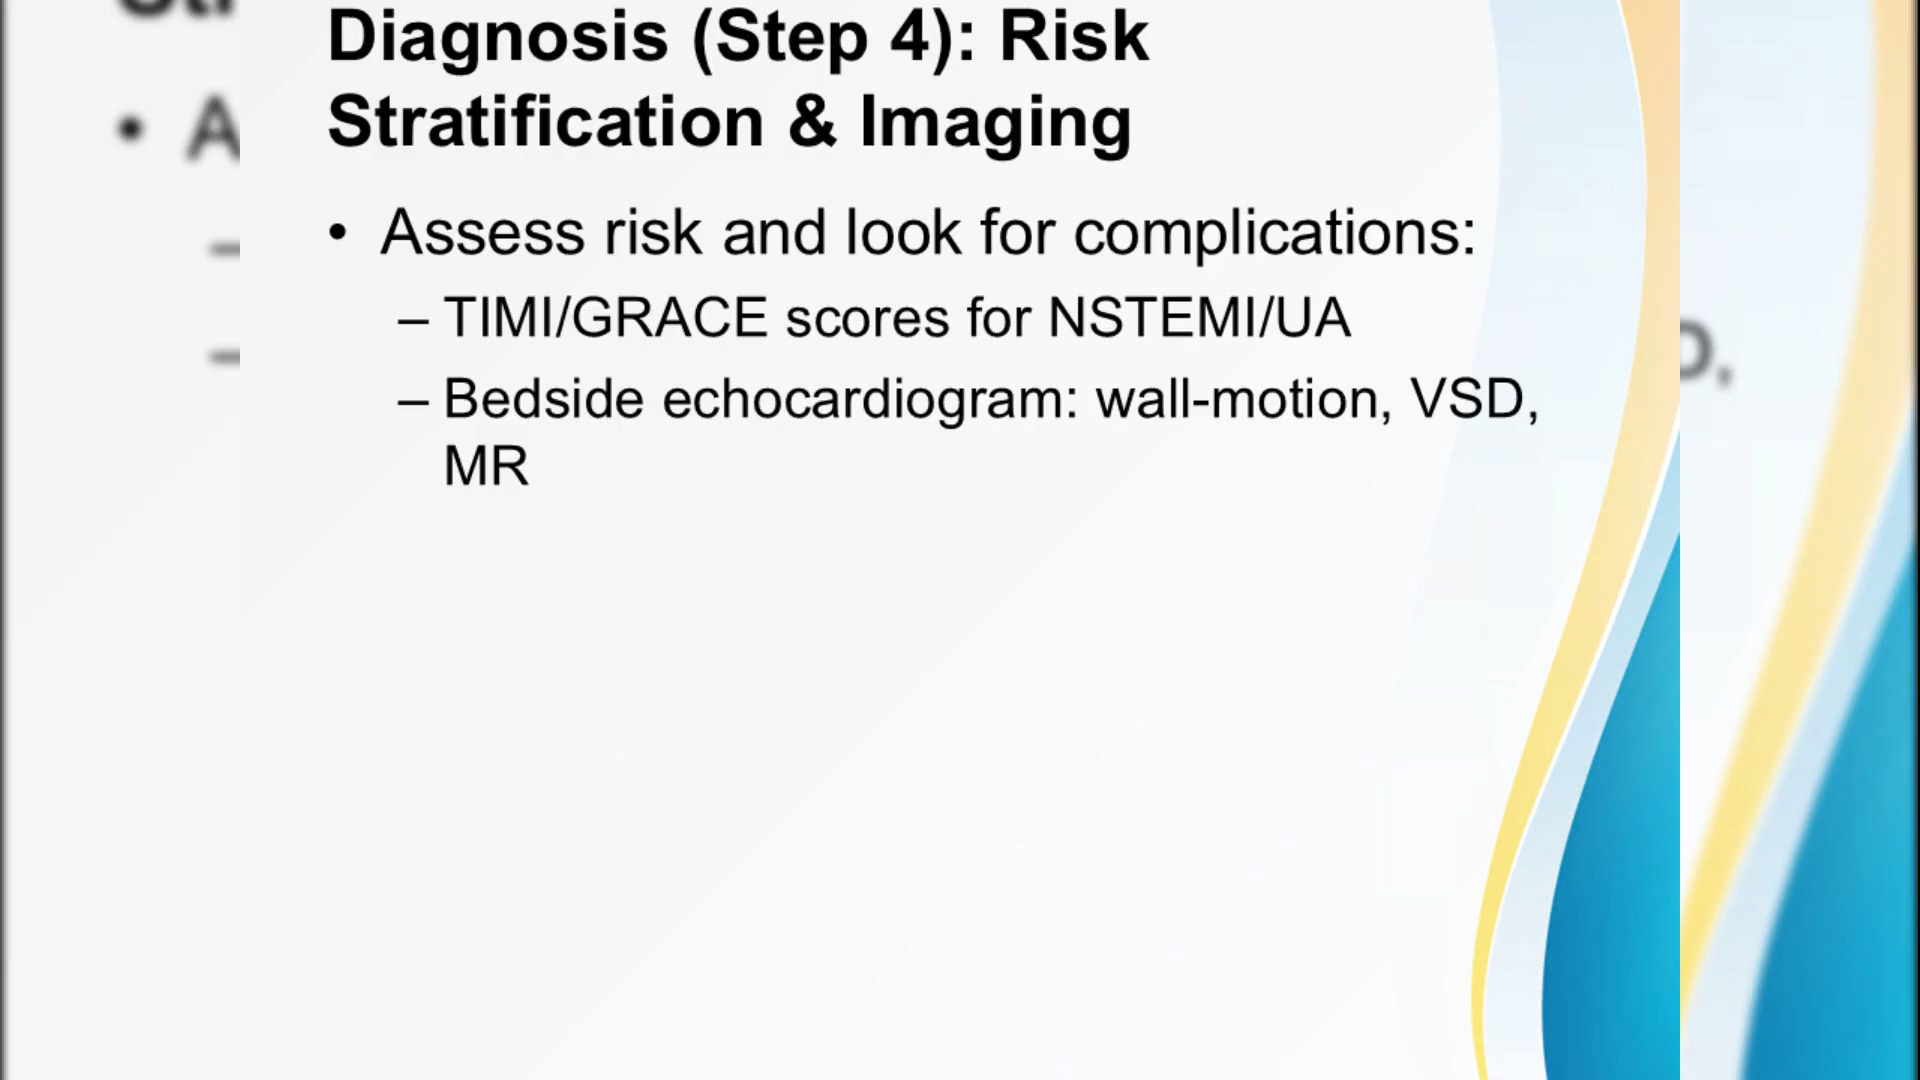 Diagnosis (Step 4): Risk
Stratification & Imaging
• Assess risk and look for complications:
– TIMI/GRACE scores for NSTEMI/UA
– Bedside echocardiogram: wall-motion, VSD,
MR